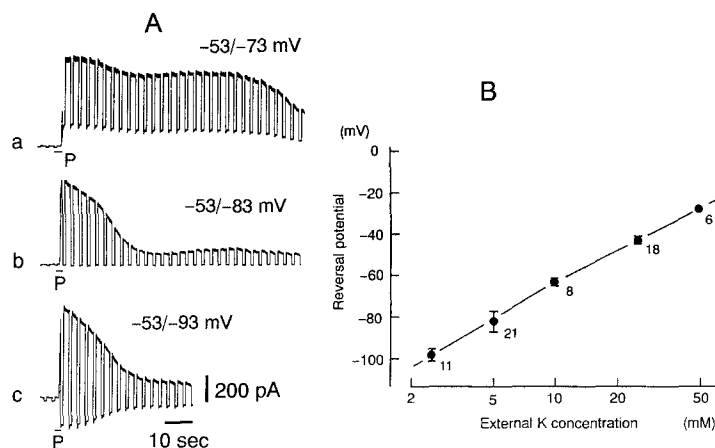 A
-53/-73 mV
a
P
-53/-83 mV
b
P
-53/-93 mV
c
P
200 pA
10 sec
B
(mV)
0
-20
-40
-60
-80
-100
Reversal potential
11
21
8
18
6
2
5
10
20
50
External K concentration (mM)